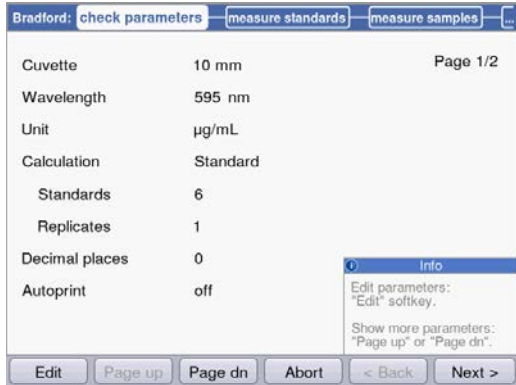 Bradford: check parameters measure standards measure samples ...
Page 1/2
Cuvette 10 mm
Wavelength 595 nm
Unit µg/mL
Calculation Standard
Standards 6
Replicates 1
Decimal places 0
Autoprint off
Info
Edit parameters:
"Edit" softkey.
Show more parameters:
"Page up" or "Page dn".
Edit Page up Page dn Abort < Back Next >